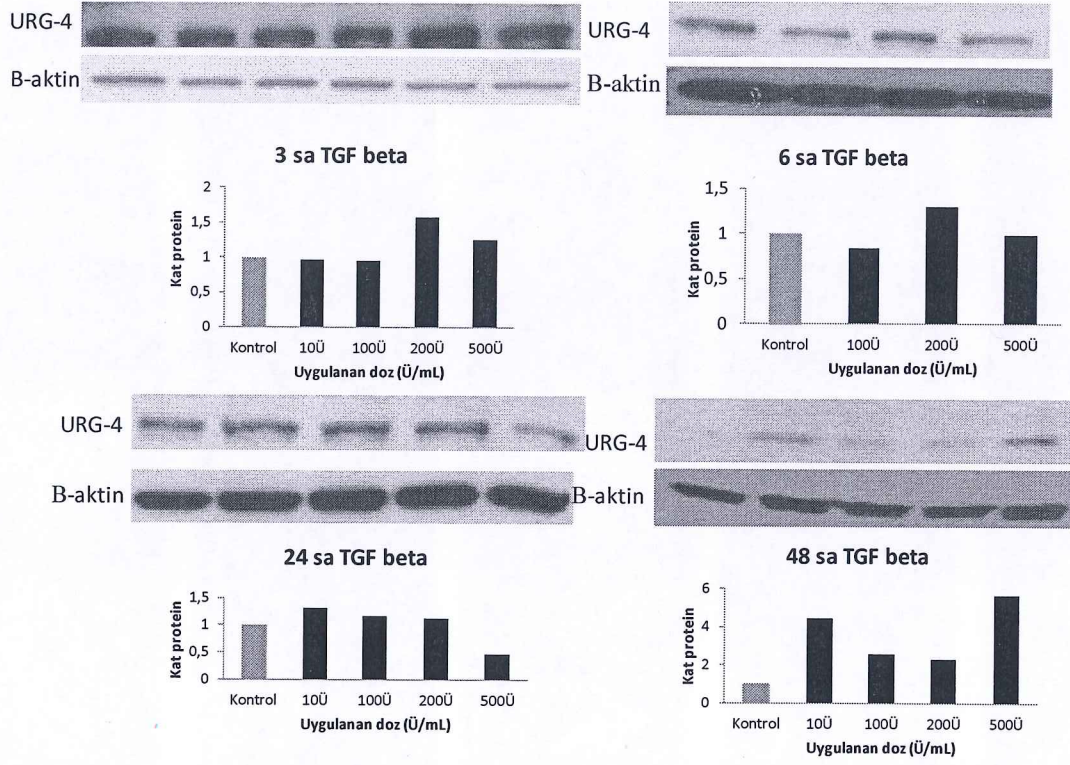 URG-4
B-aktin
3 sa TGF beta
Kat protein
2
1,5
1
0,5
0
Kontrol 10Ü 100Ü 200Ü 500Ü
Uygulanan doz (Ü/mL)
URG-4
B-aktin
6 sa TGF beta
Kat protein
1,5
1
0,5
0
Kontrol 100Ü 200Ü 500Ü
Uygulanan doz (Ü/mL)
URG-4
B-aktin
24 sa TGF beta
Kat protein
1,5
1
0,5
0
Kontrol 10Ü 100Ü 200Ü 500Ü
Uygulanan doz (Ü/mL)
URG-4
B-aktin
48 sa TGF beta
Kat protein
6
4
2
0
Kontrol 10Ü 100Ü 200Ü 500Ü
Uygulanan doz (Ü/mL)